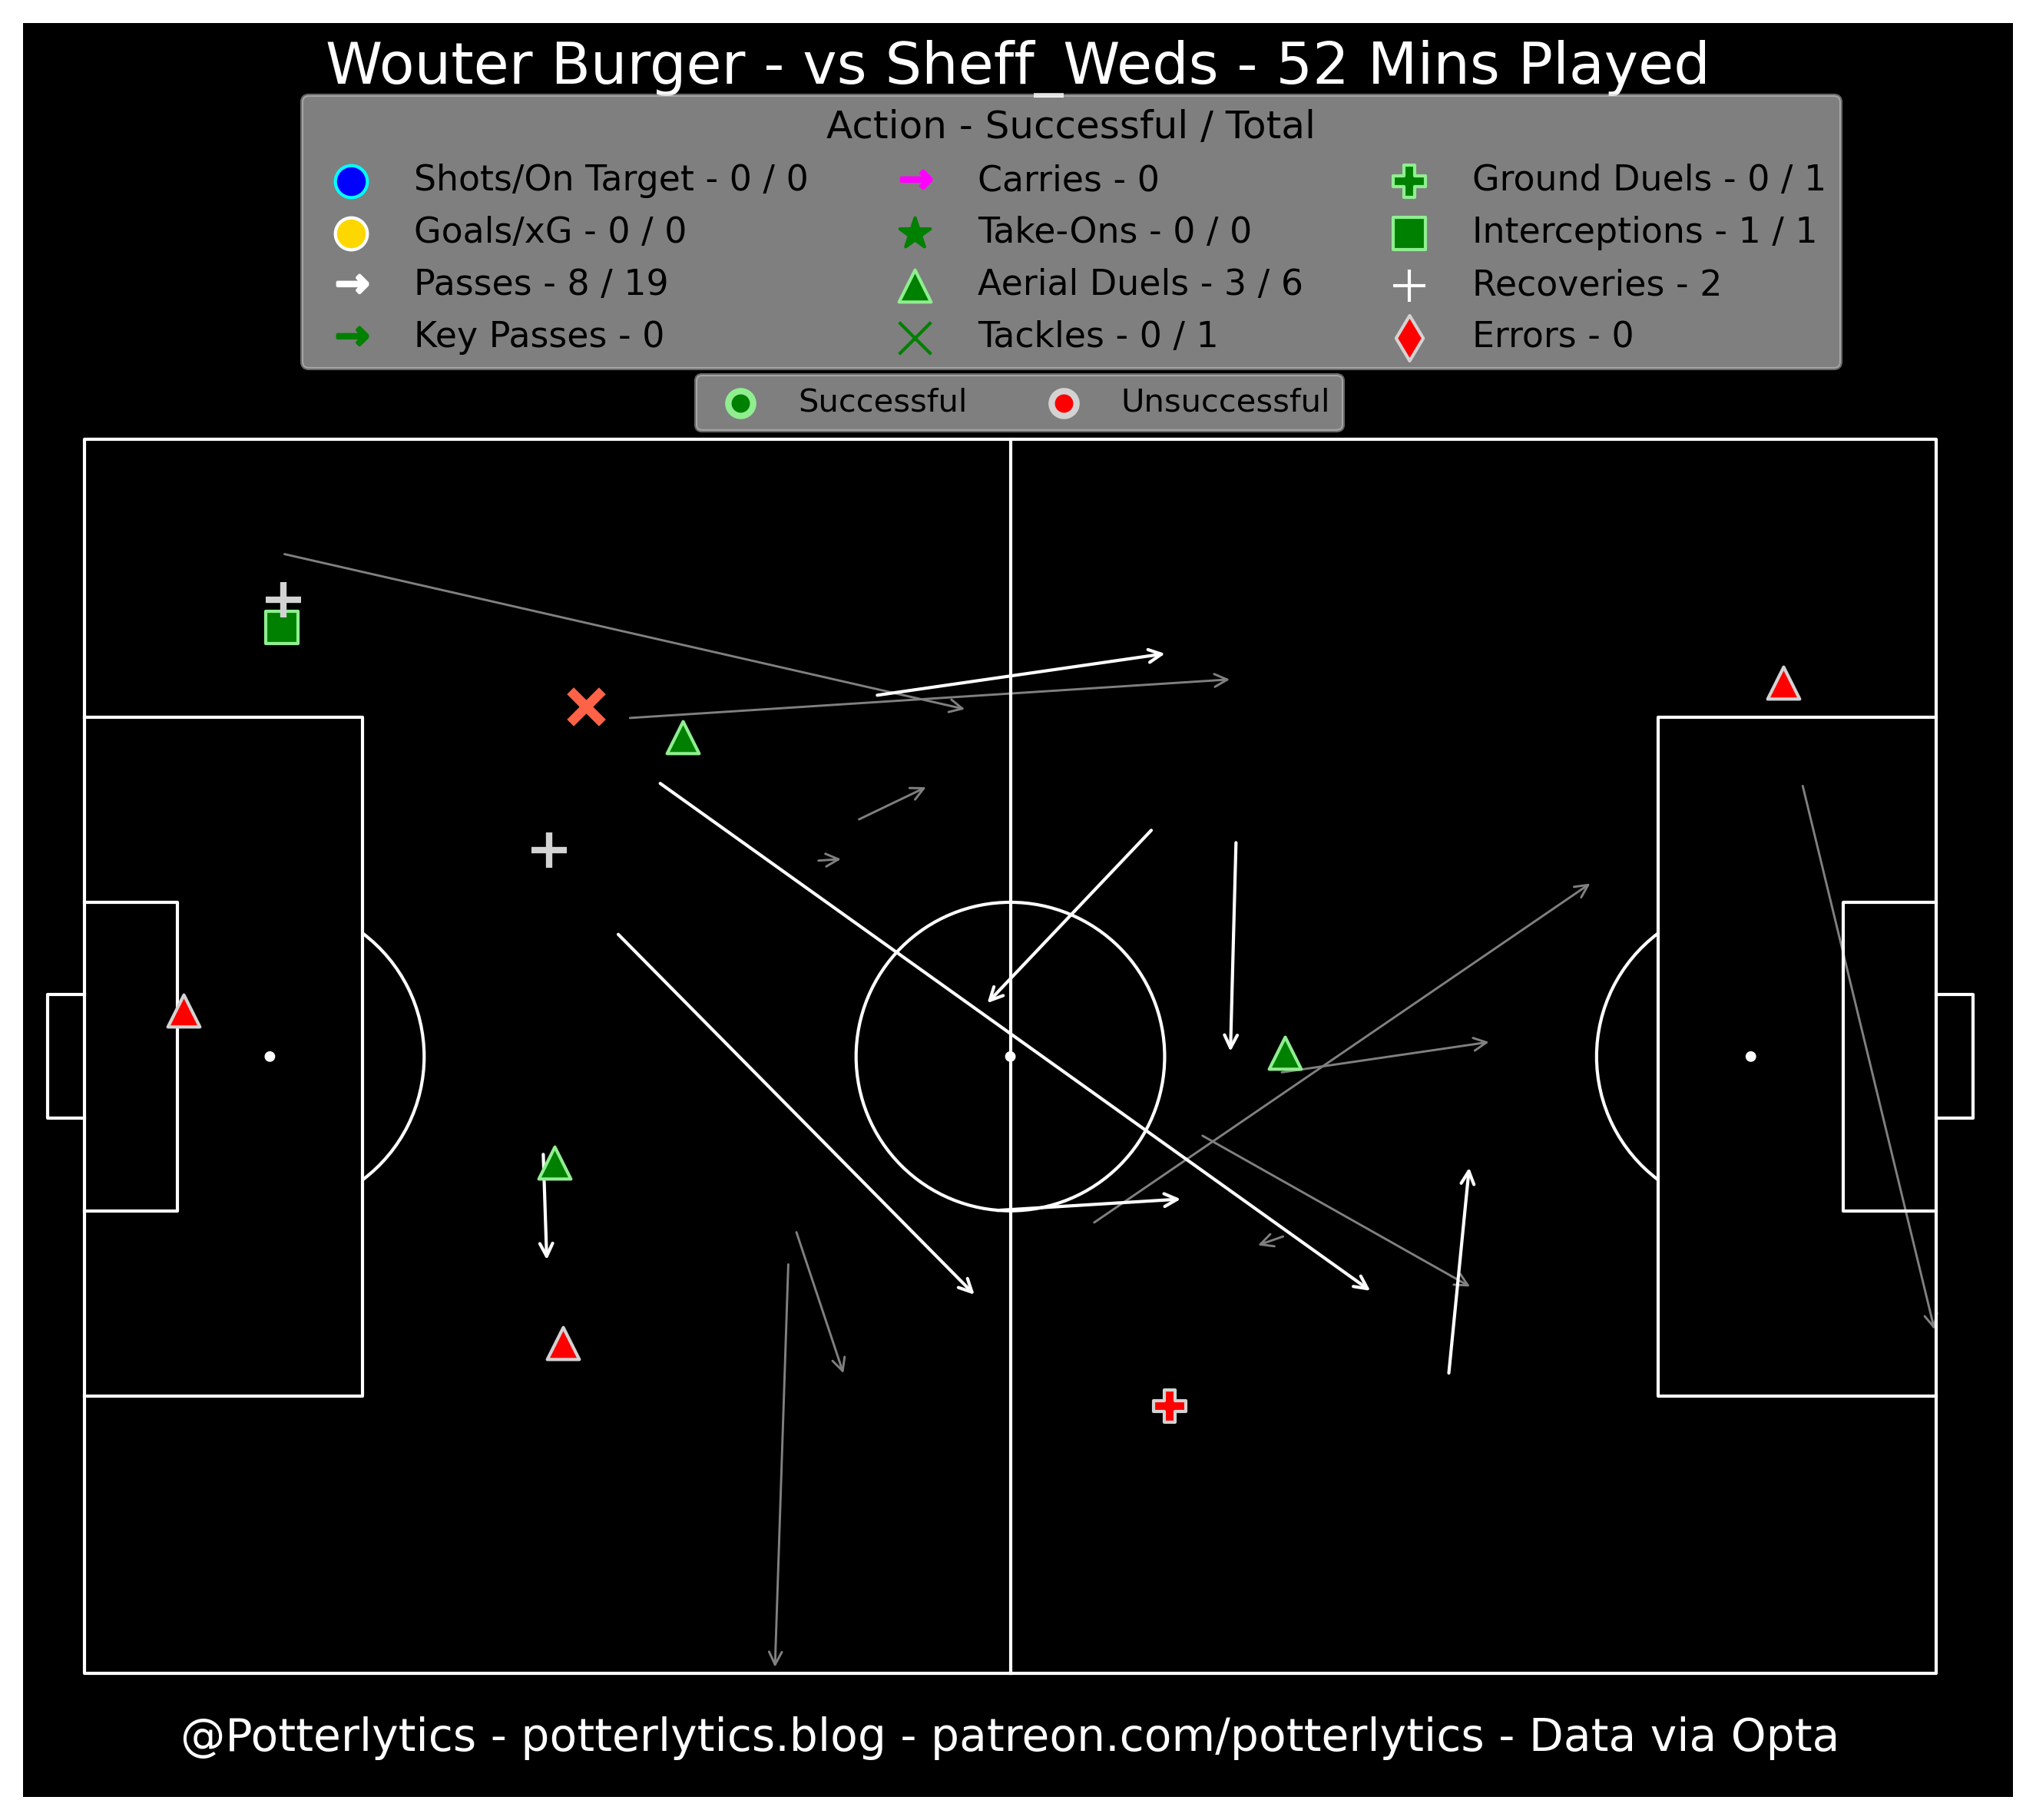 Wouter Burger - vs Sheff_Weds - 52 Mins Played
Action - Successful / Total
Shots/On Target - 0 / 0
Goals/xG - 0 / 0
Passes - 8 / 19
Key Passes - 0
Carries - 0
Take-Ons - 0 / 0
Aerial Duels - 3 / 6
Tackles - 0 / 1
Ground Duels - 0 / 1
Interceptions - 1 / 1
Recoveries - 2
Errors - 0
Successful
Unsuccessful
@Potterlytics - potterlytics.blog - patreon.com/potterlytics - Data via Opta